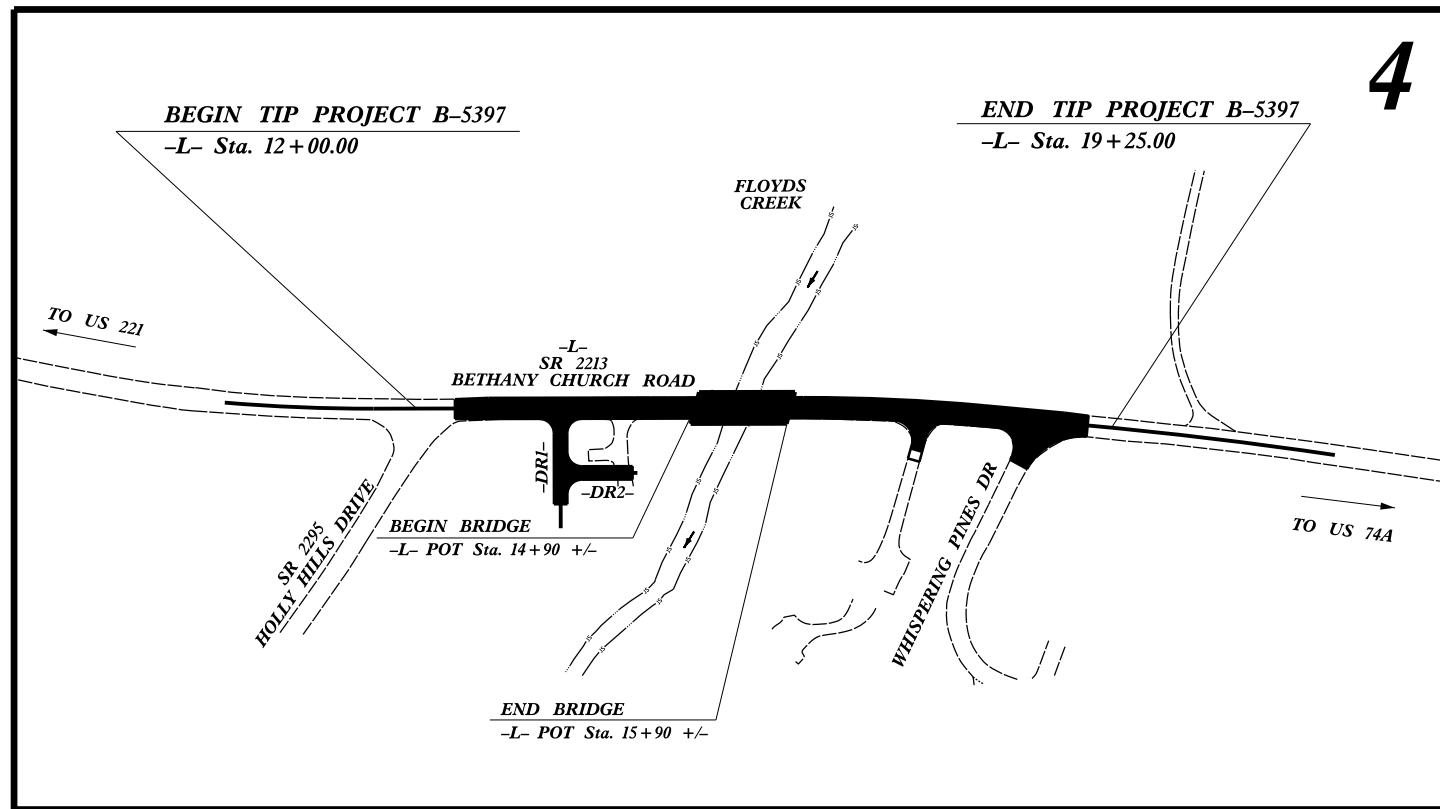 4
BEGIN TIP PROJECT B–5397
–L– Sta. 12+00.00
END TIP PROJECT B–5397
–L– Sta. 19+25.00
FLOYDS
CREEK
TO US 221
–L–
SR 2213
BETHANY CHURCH ROAD
–DR1–
–DR2–
BEGIN BRIDGE
–L– POT Sta. 14+90 +/–
SR 2295
HOLLY HILLS DRIVE
WHISPERING PINES DR
TO US 74A
END BRIDGE
–L– POT Sta. 15+90 +/–